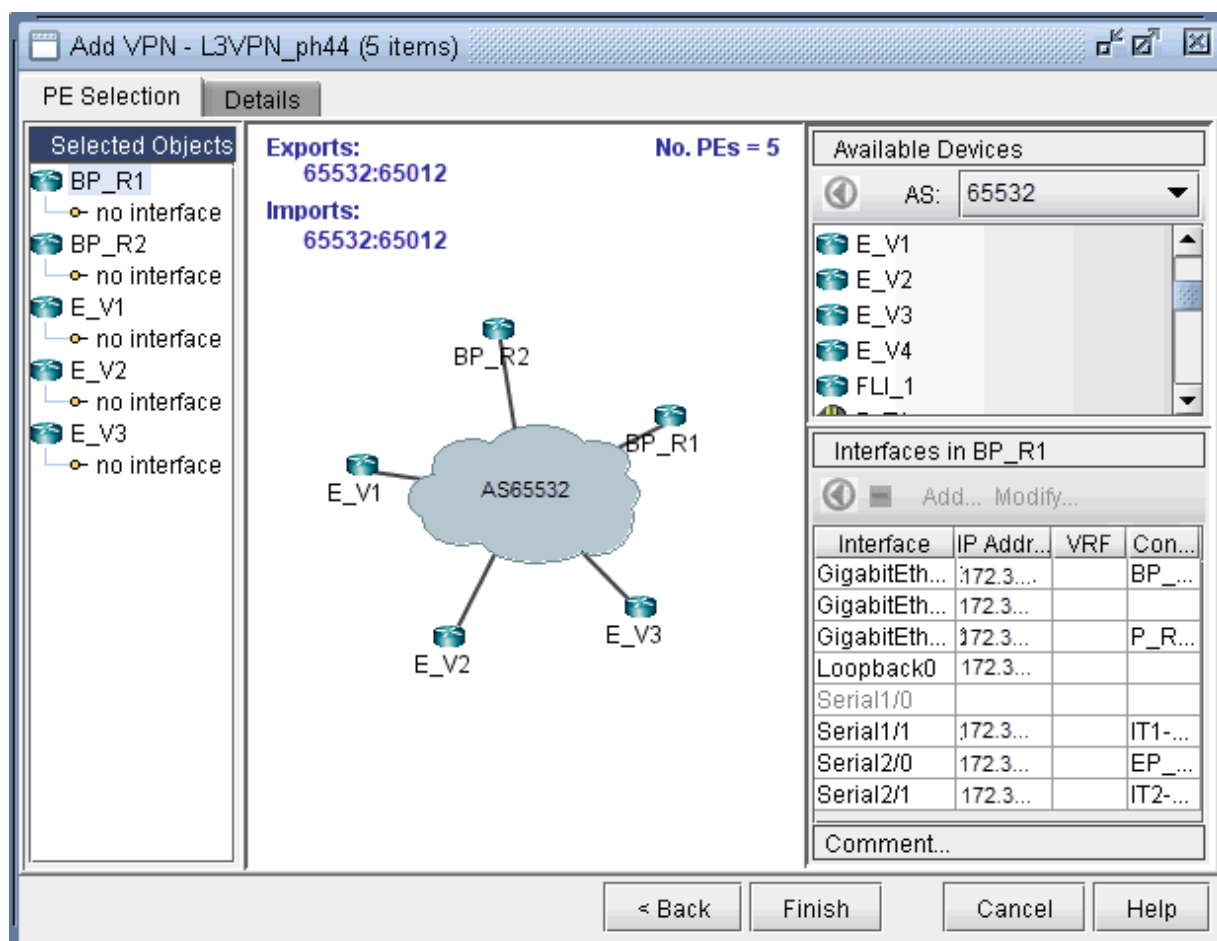 Add VPN - L3VPN_ph44 (5 items)
PE Selection
Details
Selected Objects
BP_R1
no interface
BP_R2
no interface
E_V1
no interface
E_V2
no interface
E_V3
no interface
Exports:
65532:65012
Imports:
65532:65012
No. PEs = 5
BP_R2
BP_R1
E_V1
AS65532
E_V2
E_V3
Available Devices
AS: 65532
E_V1
E_V2
E_V3
E_V4
FLI_1
Interfaces in BP_R1
Add... Modify...
Interface IP Addr... VRF Con...
GigabitEth... 172.3... BP_...
GigabitEth... 172.3...
GigabitEth... 172.3... P_R...
Loopback0 172.3...
Serial1/0
Serial1/1 172.3... IT1-...
Serial2/0 172.3... EP_...
Serial2/1 172.3... IT2-...
Comment...
< Back Finish Cancel Help